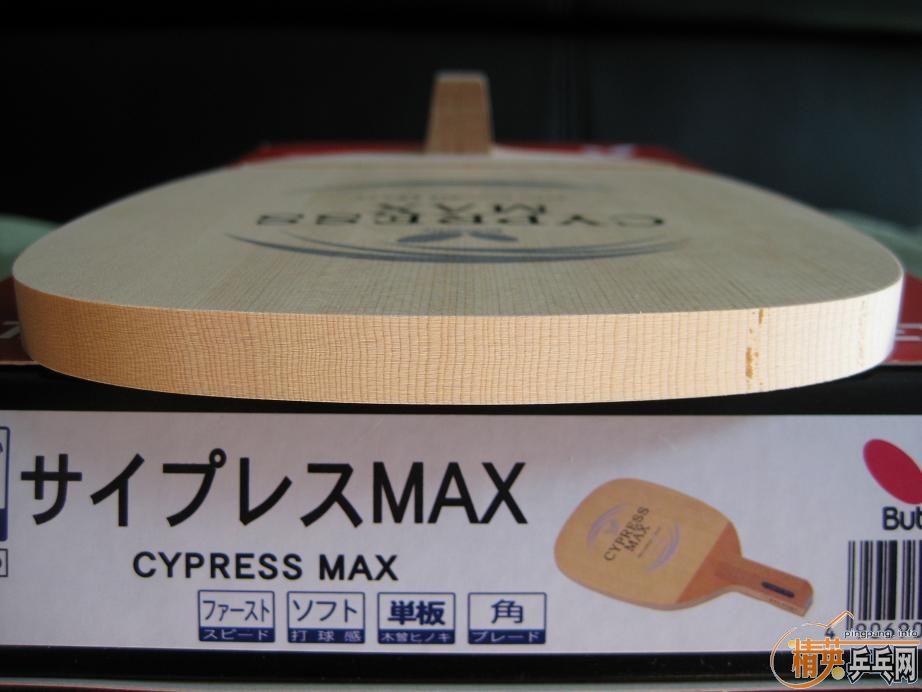 CYPRESS
MAX
サイプレスMAX
CYPRESS MAX
CYPRESS
MAX
ファースト
スピード
ソフト
打球感
単板
木曽ヒノキ
角
ブレード
But
pingpang.info
精英乒乓网